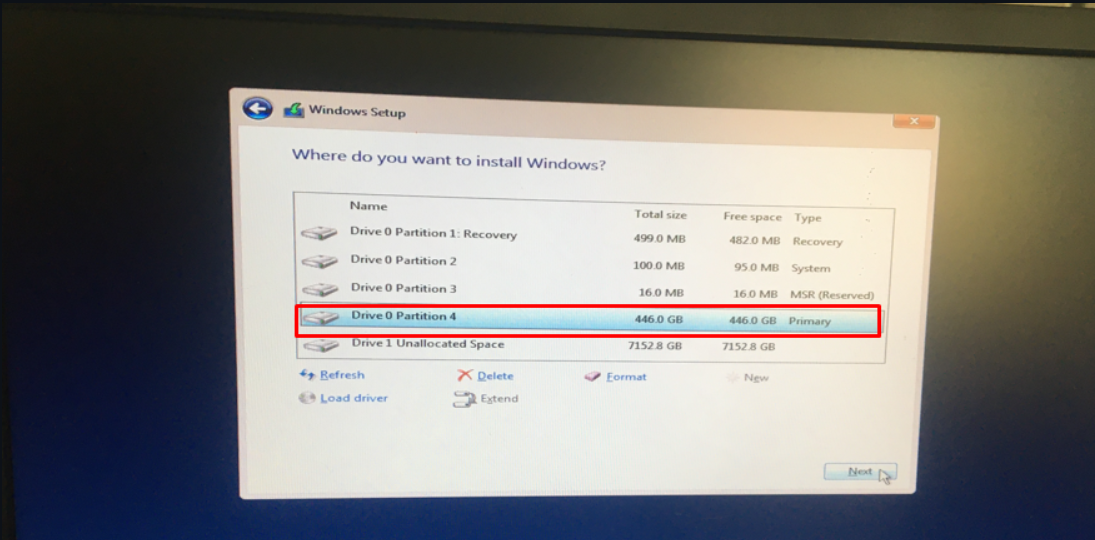 Windows Setup
Where do you want to install Windows?
Name Total size Free space Type
Drive 0 Partition 1: Recovery 499.0 MB 482.0 MB Recovery
Drive 0 Partition 2 100.0 MB 95.0 MB System
Drive 0 Partition 3 16.0 MB 16.0 MB MSR (Reserved)
Drive 0 Partition 4 446.0 GB 446.0 GB Primary
Drive 1 Unallocated Space 7152.8 GB 7152.8 GB
Refresh Delete Format New
Load driver Extend
Next